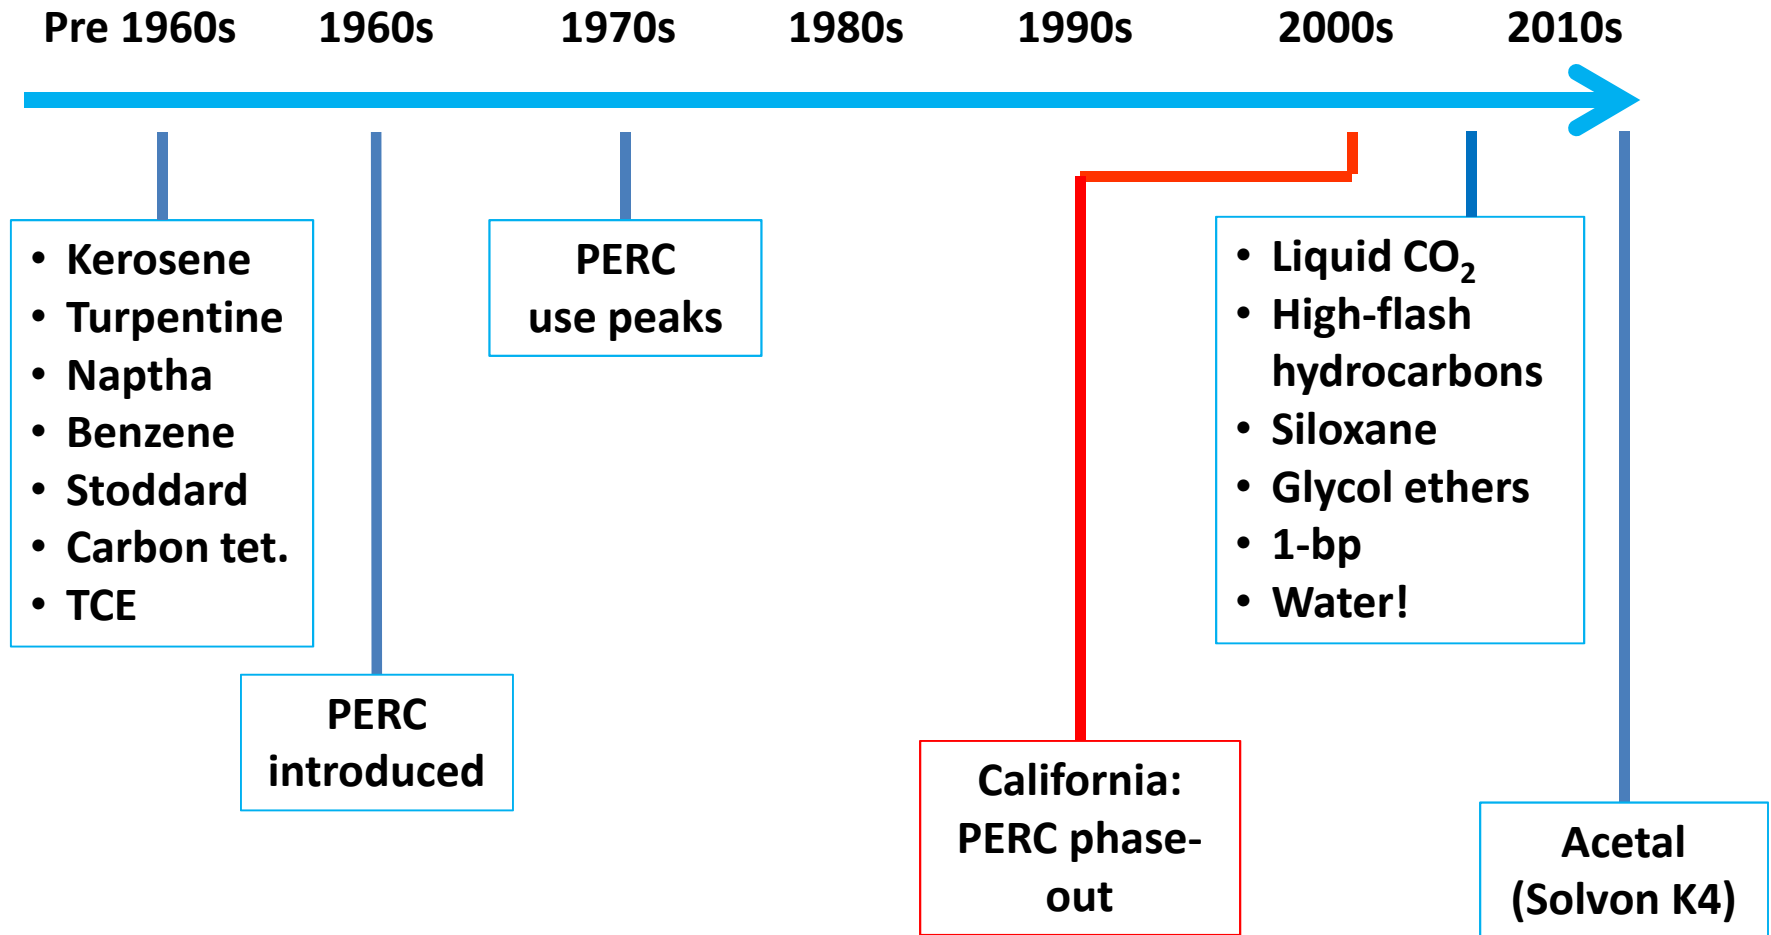 Pre 1960s 1960s 1970s 1980s 1990s 2000s 2010s
• Kerosene
• Turpentine
• Naptha
• Benzene
• Stoddard
• Carbon tet.
• TCE
PERC
introduced
PERC
use peaks
California:
PERC phase-
out
• Liquid CO₂
• High-flash
hydrocarbons
• Siloxane
• Glycol ethers
• 1-bp
• Water!
Acetal
(Solvon K4)